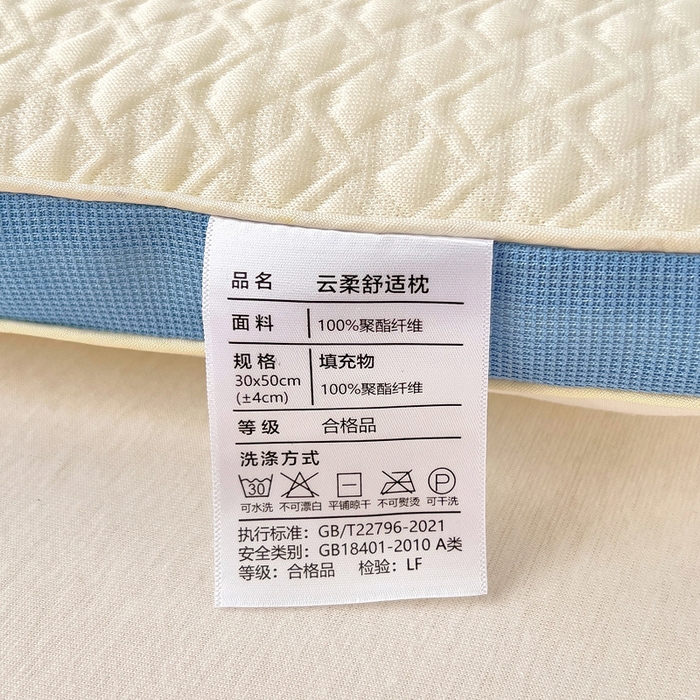 品名 云柔舒适枕
面料 100%聚酯纤维
规格 填充物
30x50cm 100%聚酯纤维
(±4cm)
等级 合格品
洗涤方式
30 P
可水洗 不可漂白 平铺晾干 不可熨烫 可干洗
执行标准：GB/T22796-2021
安全类别：GB18401-2010 A类
等级：合格品 检验：LF